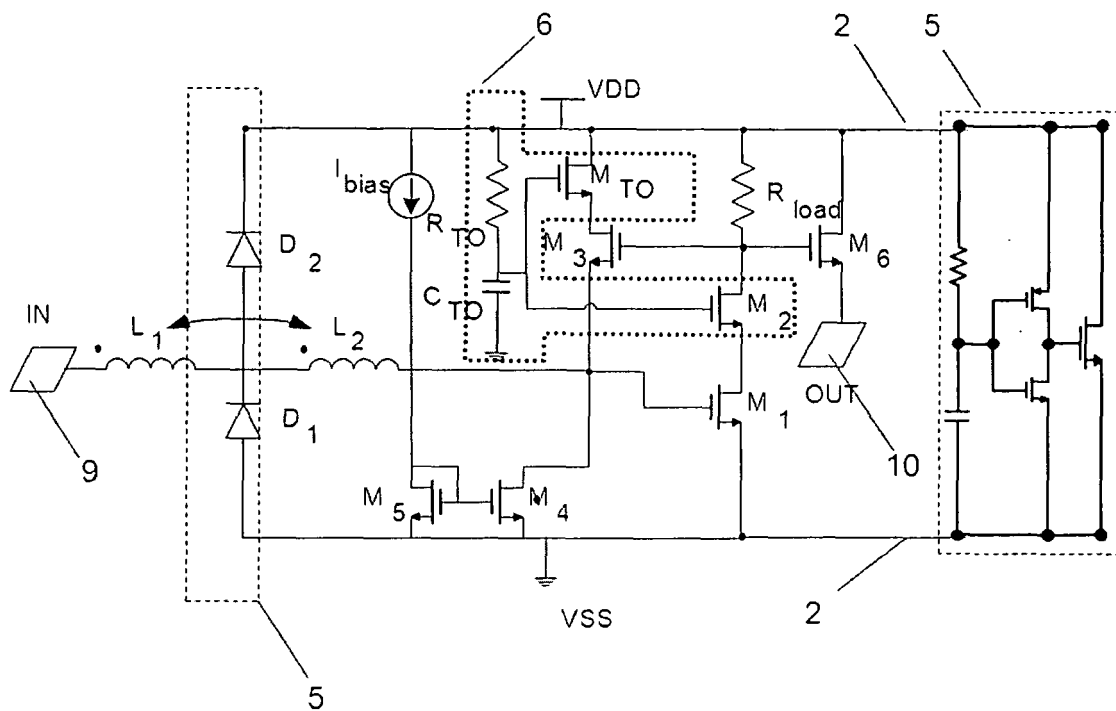 6
2
5
VDD
I bias
M TO
R TO
R load
D 2
M 3
M 6
C TO
M 2
IN
L 1
L 2
OUT
M 1
D 1
9
10
M 5
M 4
2
VSS
5